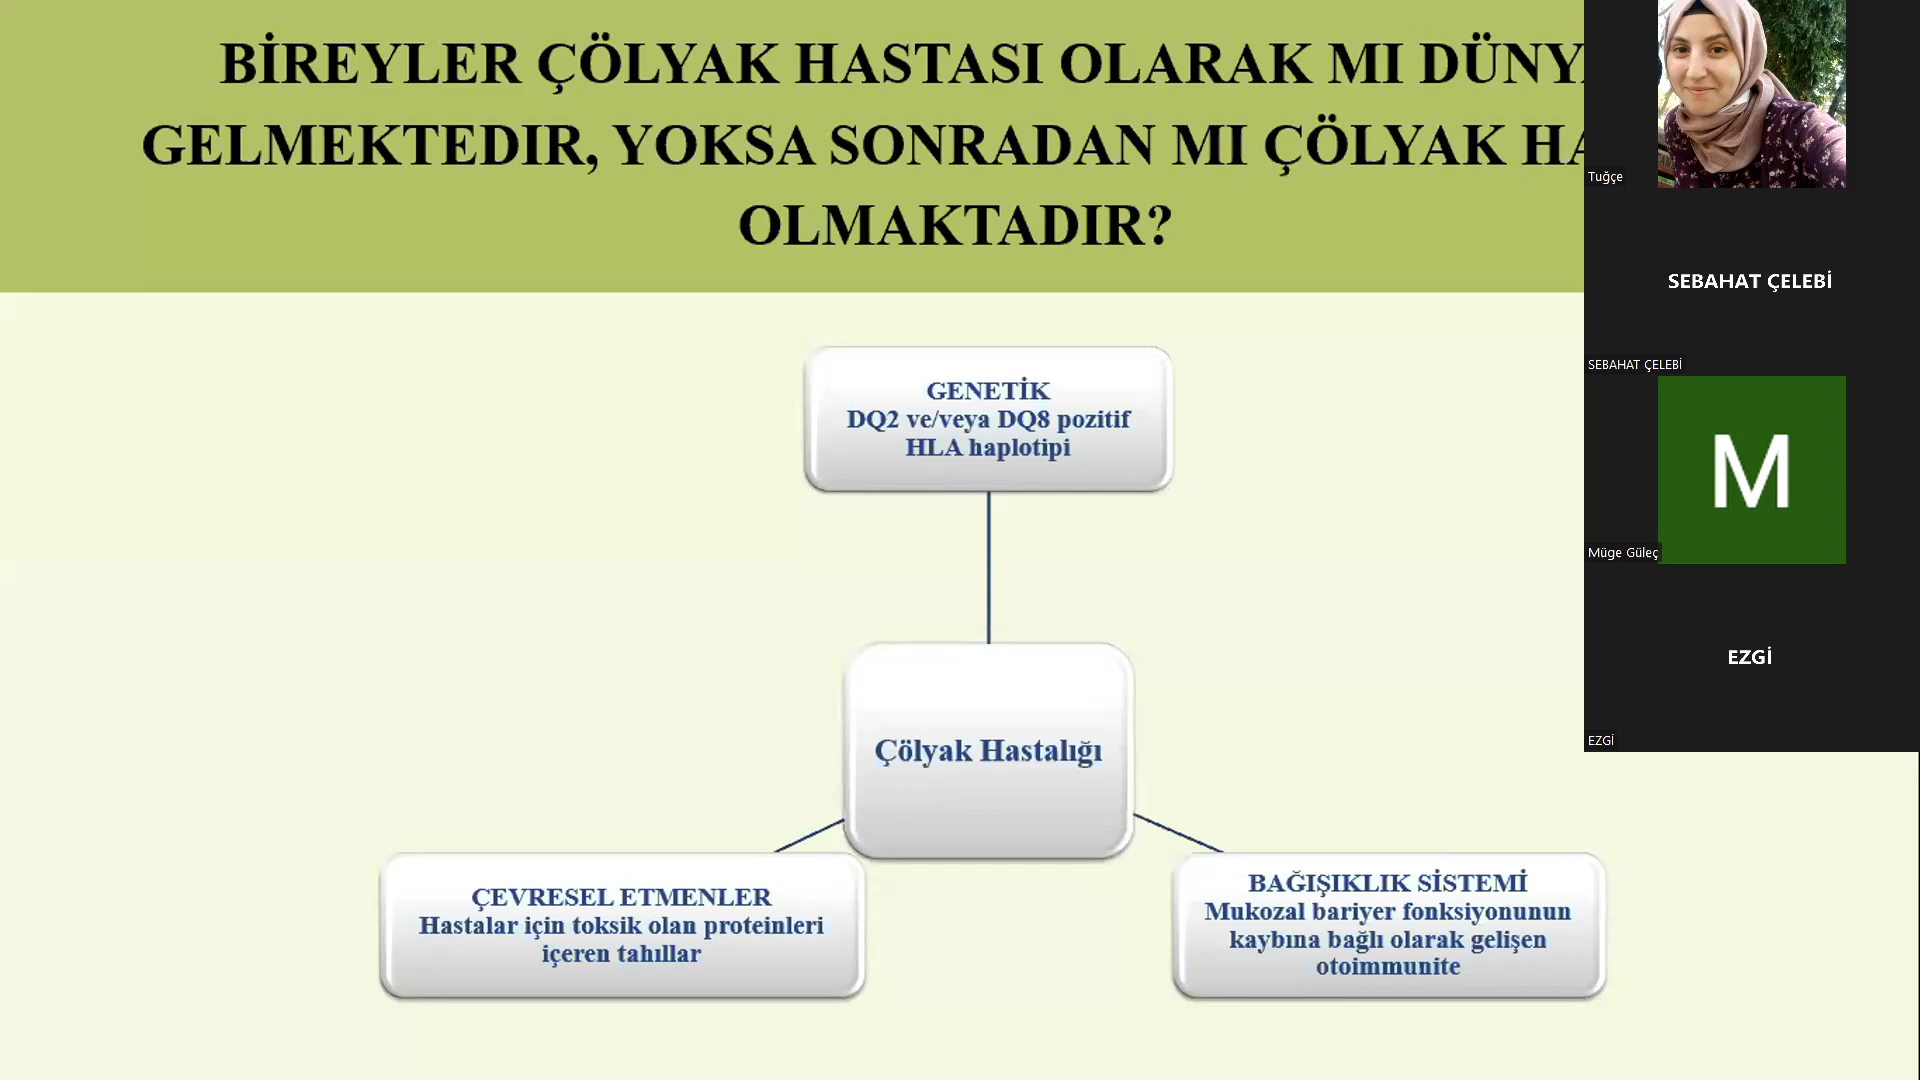 BİREYLER ÇÖLYAK HASTASI OLARAK MI
GELMEKTEDIR, YOKSA SONRADAN MI ÇÖLYAK
OLMAKTADIR?
GENETİK
DQ2 ve/veya DQ8 pozitif
HLA haplotipi
Çölyak Hastalığı
ÇEVRESEL ETMENLER
Hastalar için toksik olan proteinleri
içeren tahıllar
BAĞIŞIKLIK SİSTEMİ
Mukozal bariyer fonksiyonunun
kaybına bağlı olarak gelişen
otoimmunite
Tuğçe
SEBAHAT ÇELEBİ
SEBAHAT ÇELEBİ
M
Müge Güleç
EZGİ
EZGİ